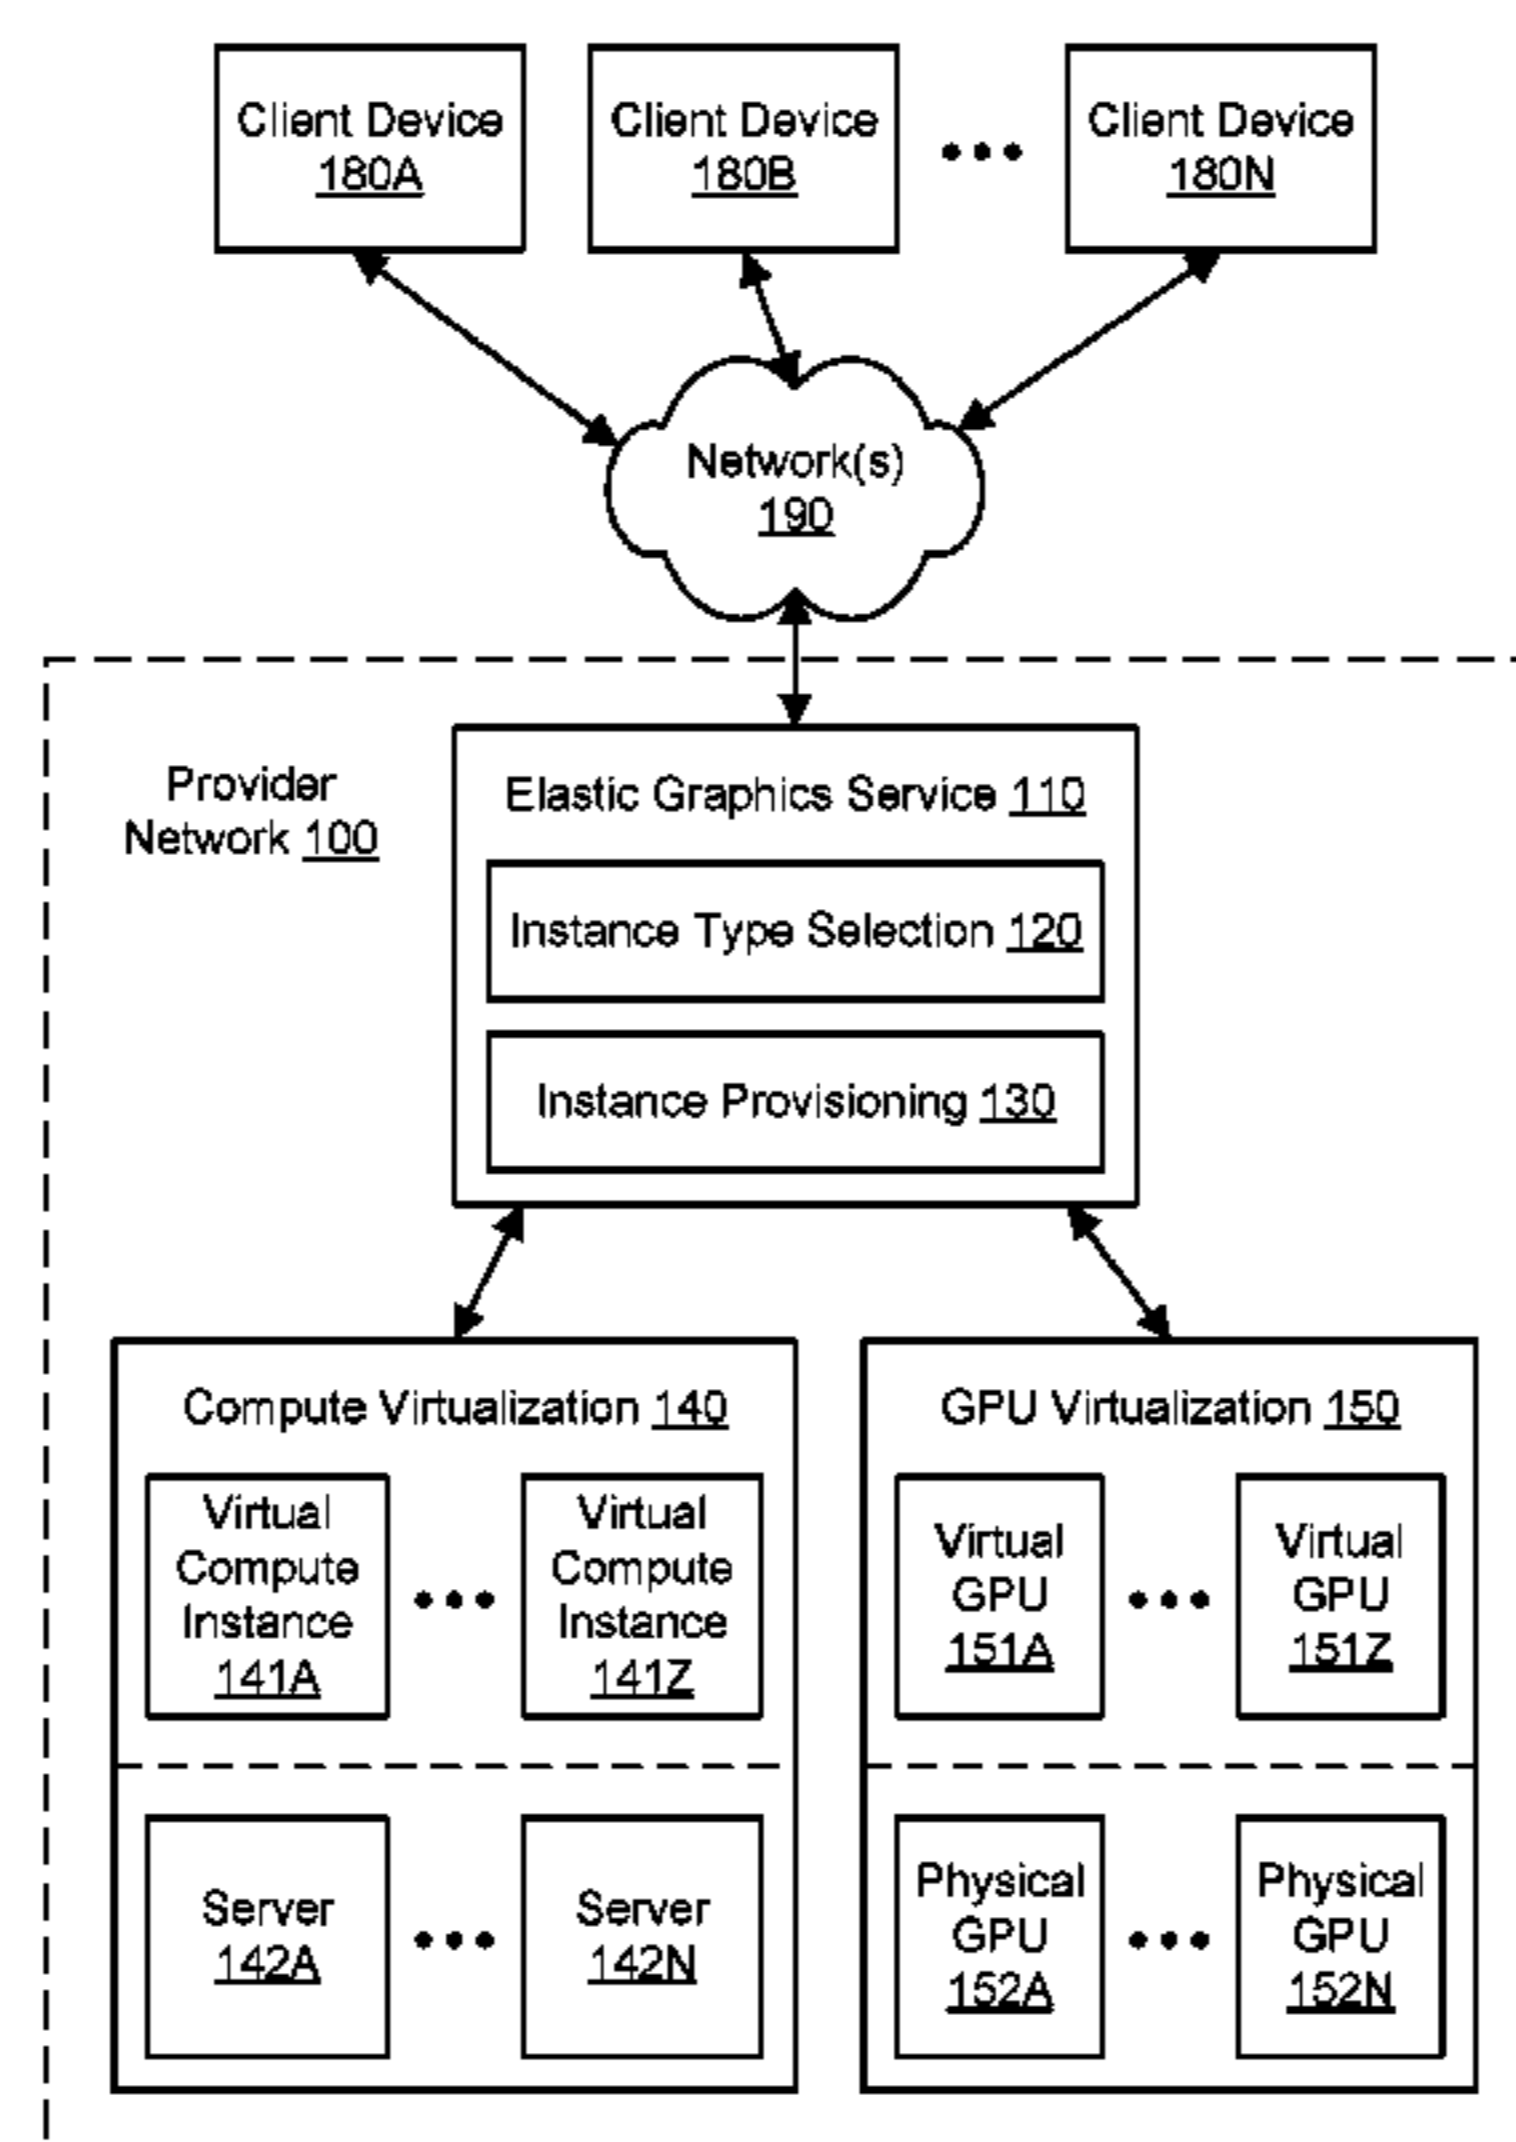 Client Device
180A
Client Device
180B
Client Device
180N
Network(s)
190
Provider
Network 100
Elastic Graphics Service 110
Instance Type Selection 120
Instance Provisioning 130
Compute Virtualization 140
Virtual
Compute
Instance
141A
Virtual
Compute
Instance
141Z
Server
142A
Server
142N
GPU Virtualization 150
Virtual
GPU
151A
Virtual
GPU
151Z
Physical
GPU
152A
Physical
GPU
152N